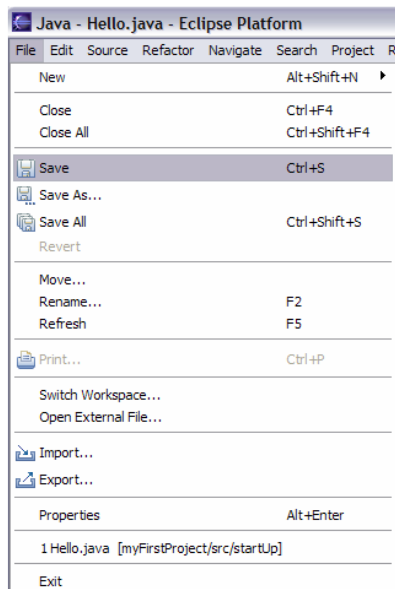 Java - Hello.java - Eclipse Platform
File Edit Source Refactor Navigate Search Project R
New Alt+Shift+N
Close Ctrl+F4
Close All Ctrl+Shift+F4
Save Ctrl+S
Save As...
Save All Ctrl+Shift+S
Revert
Move...
Rename... F2
Refresh F5
Print... Ctrl+P
Switch Workspace...
Open External File...
Import...
Export...
Properties Alt+Enter
1 Hello.java [myFirstProject/src/startUp]
Exit